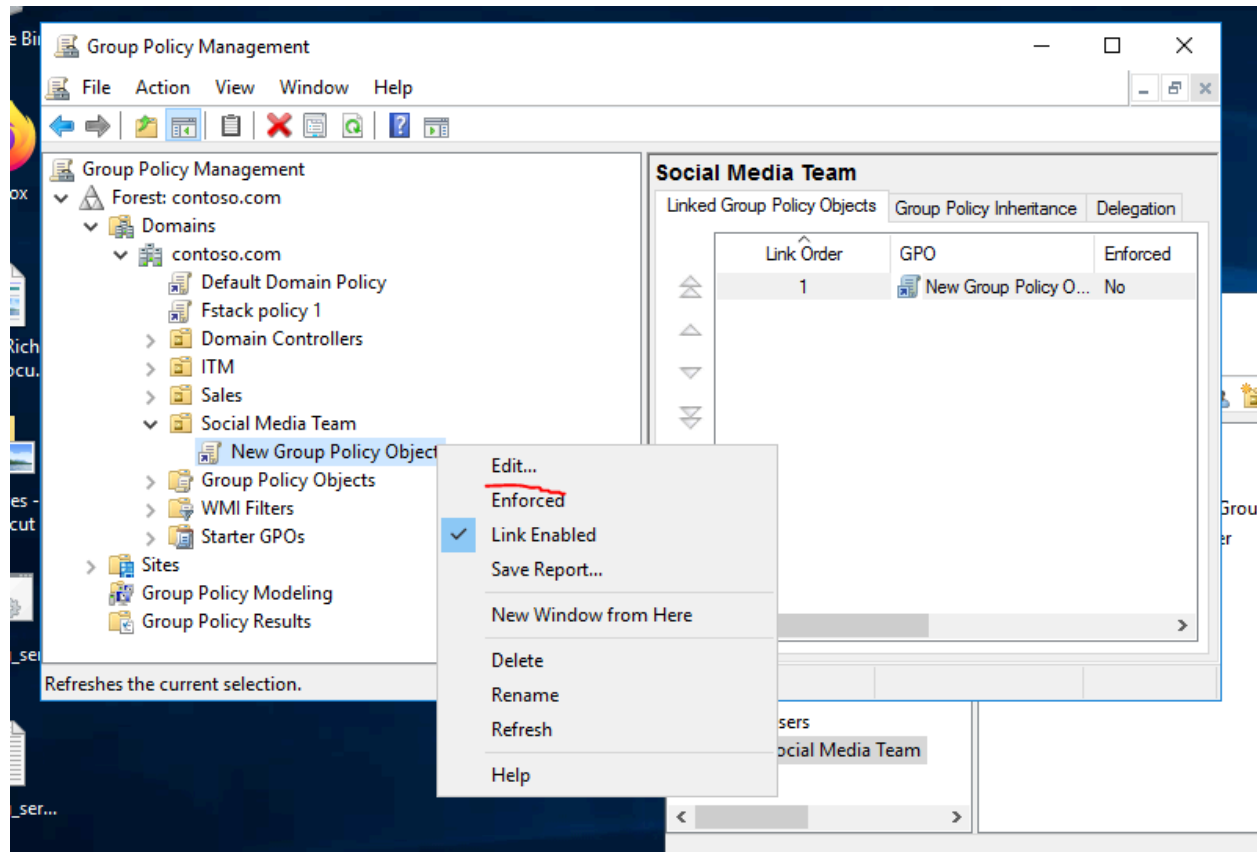 e Bi
Group Policy Management
File Action View Window Help
Group Policy Management
Forest: contoso.com
Domains
contoso.com
Default Domain Policy
Fstack policy 1
Domain Controllers
ITM
Sales
Social Media Team
New Group Policy Object
Group Policy Objects
WMI Filters
Starter GPOs
Sites
Group Policy Modeling
Group Policy Results
Refreshes the current selection.
Social Media Team
Linked Group Policy Objects Group Policy Inheritance Delegation
Link Order GPO Enforced
1 New Group Policy O... No
Edit...
Enforced
Link Enabled
Save Report...
New Window from Here
Delete
Rename
Refresh
Help
sers
ocial Media Team
ox
Rich
ocu.
es -
cut
_ser
_ser...
Grou
er